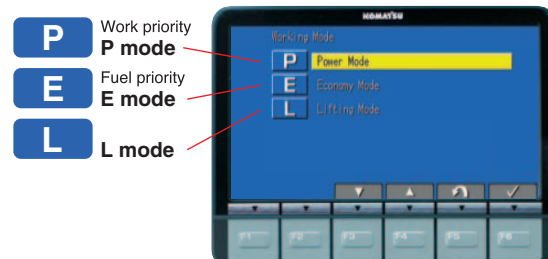 P
Work priority
P mode
E
Fuel priority
E mode
L
L mode
KOMATSU
Working Mode
P Power Mode
E Economy Mode
L Lifting Mode
F1 F2 F3 F4 F5 F6